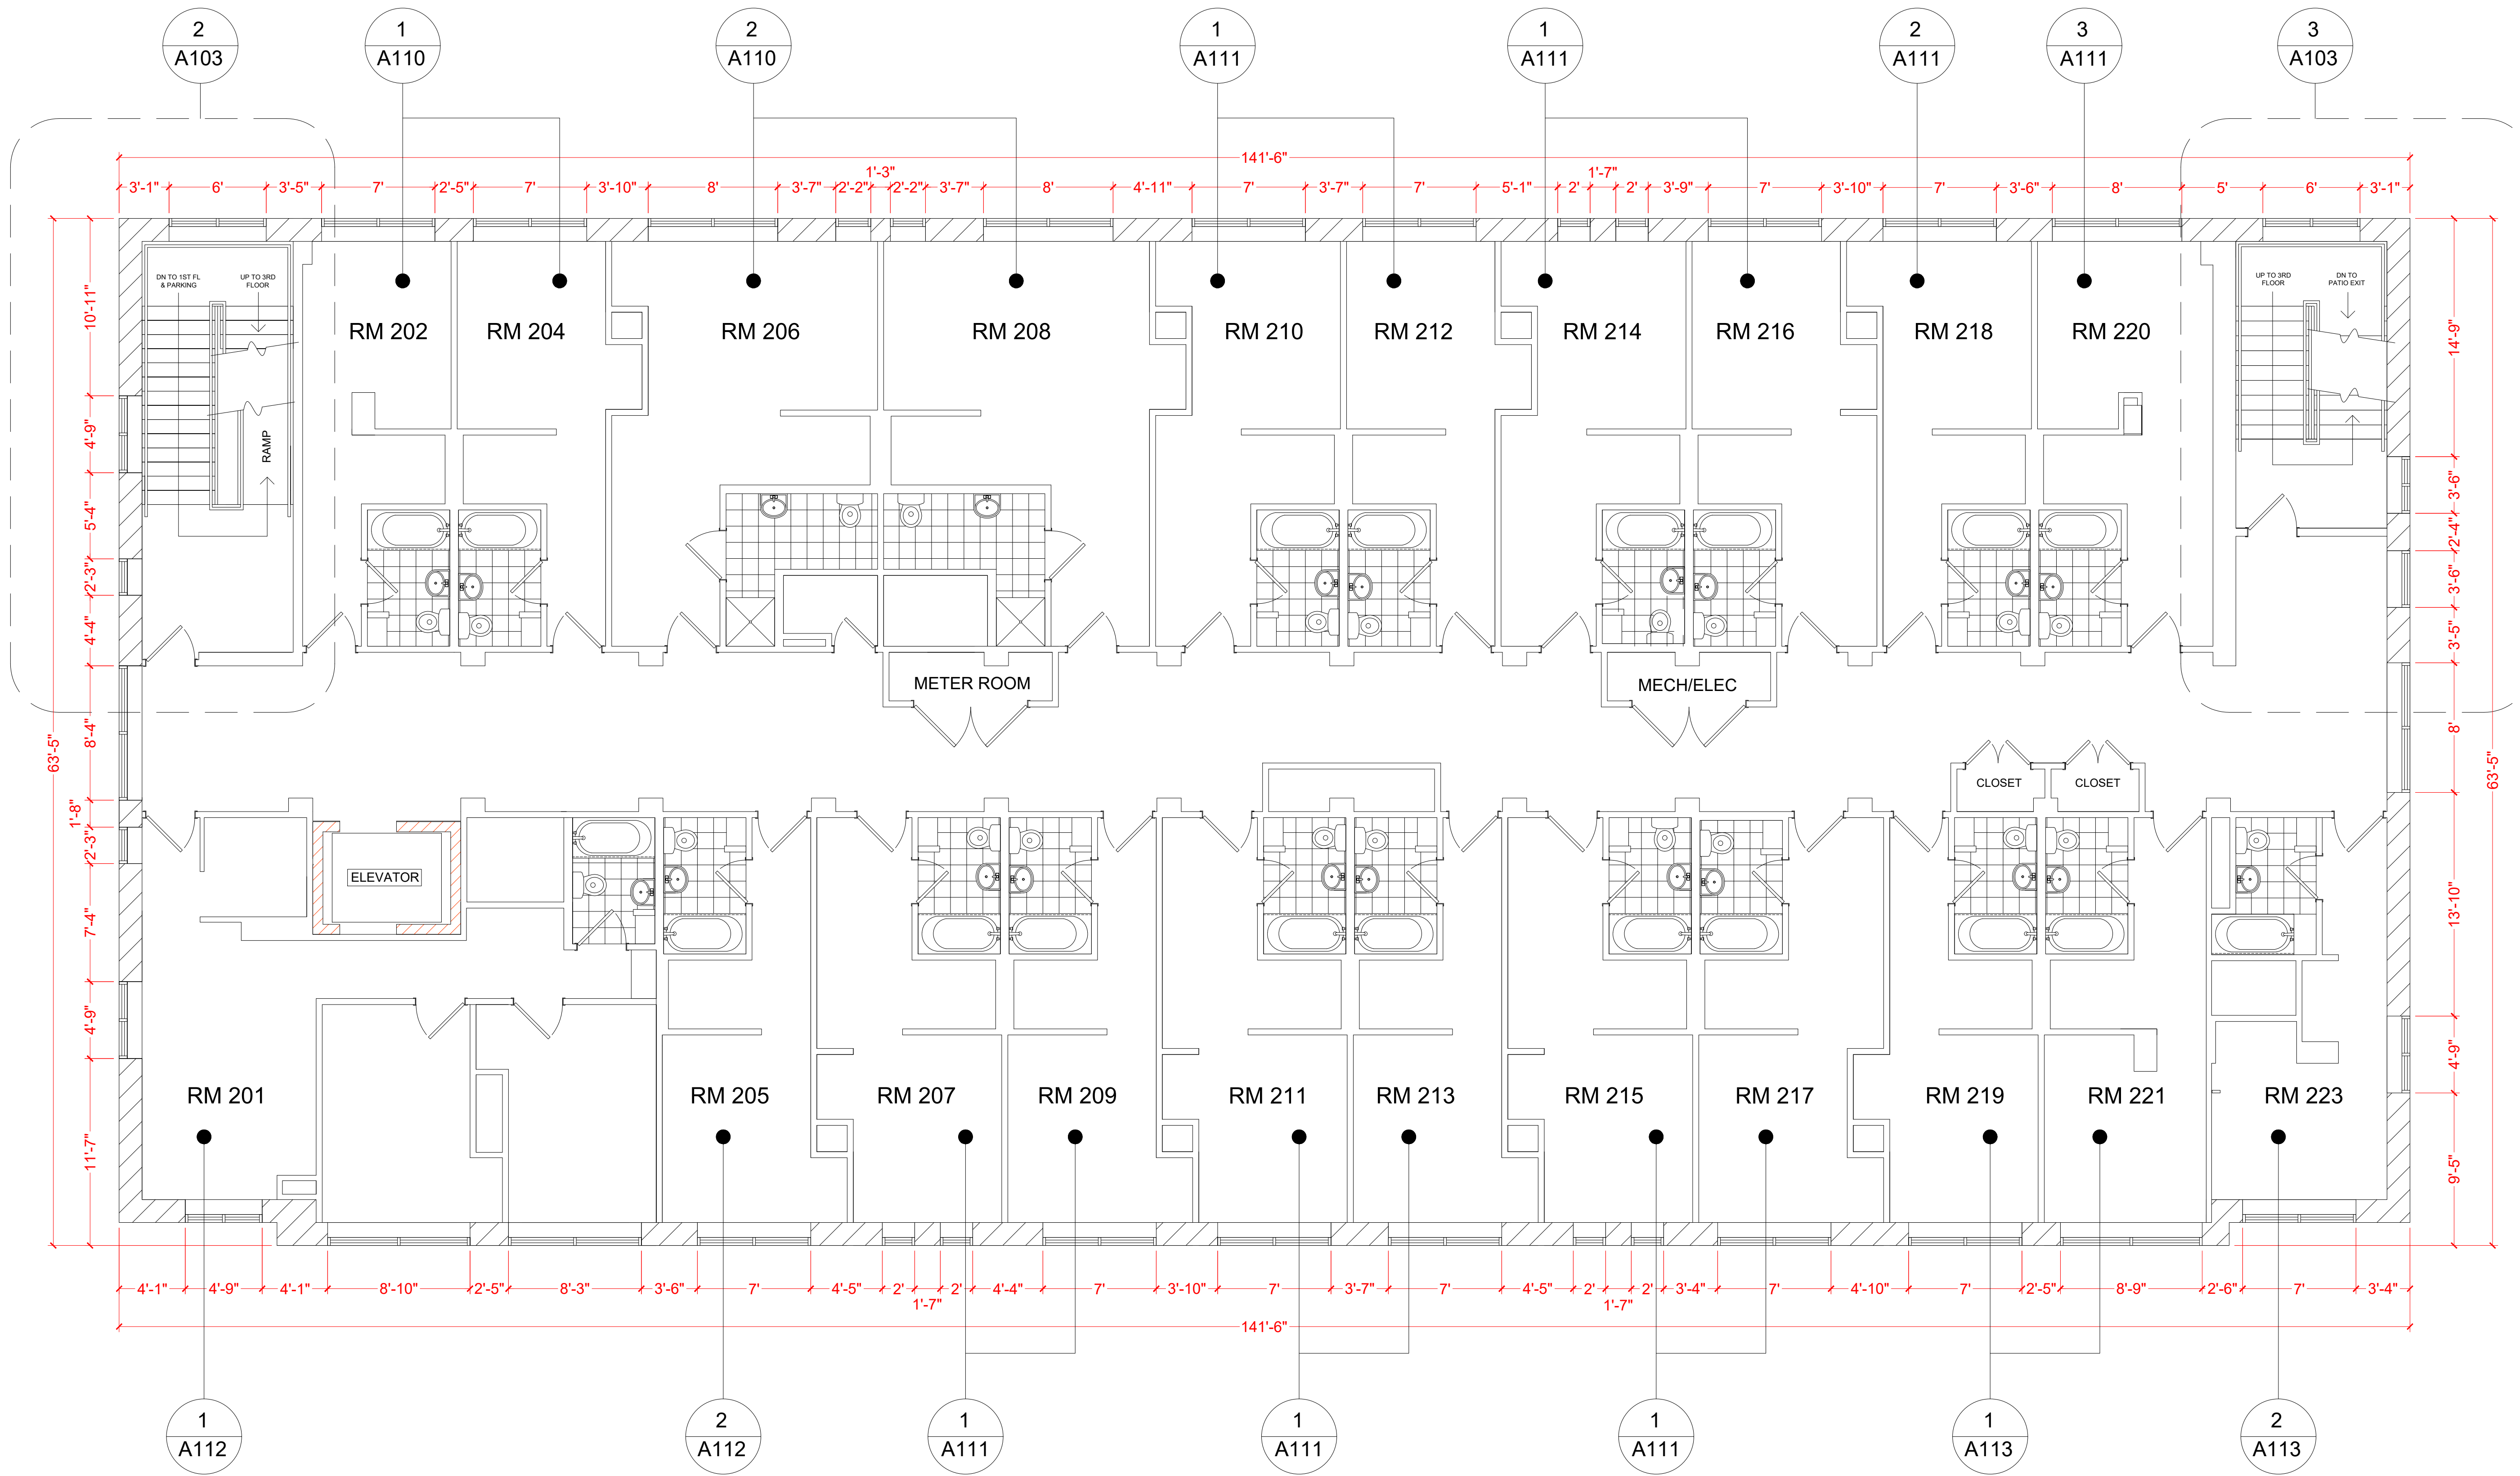 2
A103
1
A110
2
A110
1
A111
1
A111
2
A111
3
A111
3
A103
141'-6"
3'-1"
6'
3'-5"
7'
2'-5"
7'
3'-10"
8'
3'-7"
2'-2"
1'-3"
2'-2"
3'-7"
8'
4'-11"
7'
3'-7"
7'
5'-1"
2'
1'-7"
2'
3'-9"
7'
3'-10"
7'
3'-6"
8'
5'
6'
3'-1"
63'-5"
10'-11"
4'-9"
5'-4"
2'-3"
4'-4"
8'-4"
1'-8"
2'-3"
7'-4"
4'-9"
11'-7"
DN TO 1ST FL
& PARKING
UP TO 3RD
FLOOR
RAMP
RM 202
RM 204
RM 206
RM 208
RM 210
RM 212
RM 214
RM 216
RM 218
RM 220
UP TO 3RD
FLOOR
DN TO
PATIO EXIT
METER ROOM
MECH/ELEC
CLOSET
CLOSET
ELEVATOR
RM 201
RM 205
RM 207
RM 209
RM 211
RM 213
RM 215
RM 217
RM 219
RM 221
RM 223
14'-9"
3'-6"
2'-4"
3'-6"
3'-5"
8'
13'-10"
4'-9"
9'-5"
63'-5"
4'-1"
4'-9"
4'-1"
8'-10"
2'-5"
8'-3"
3'-6"
7'
4'-5"
2'
1'-7"
2'
4'-4"
7'
3'-10"
7'
3'-7"
7'
4'-5"
2'
1'-7"
2'
3'-4"
7'
4'-10"
7'
2'-5"
8'-9"
2'-6"
7'
3'-4"
141'-6"
1
A112
2
A112
1
A111
1
A111
1
A111
1
A113
2
A113